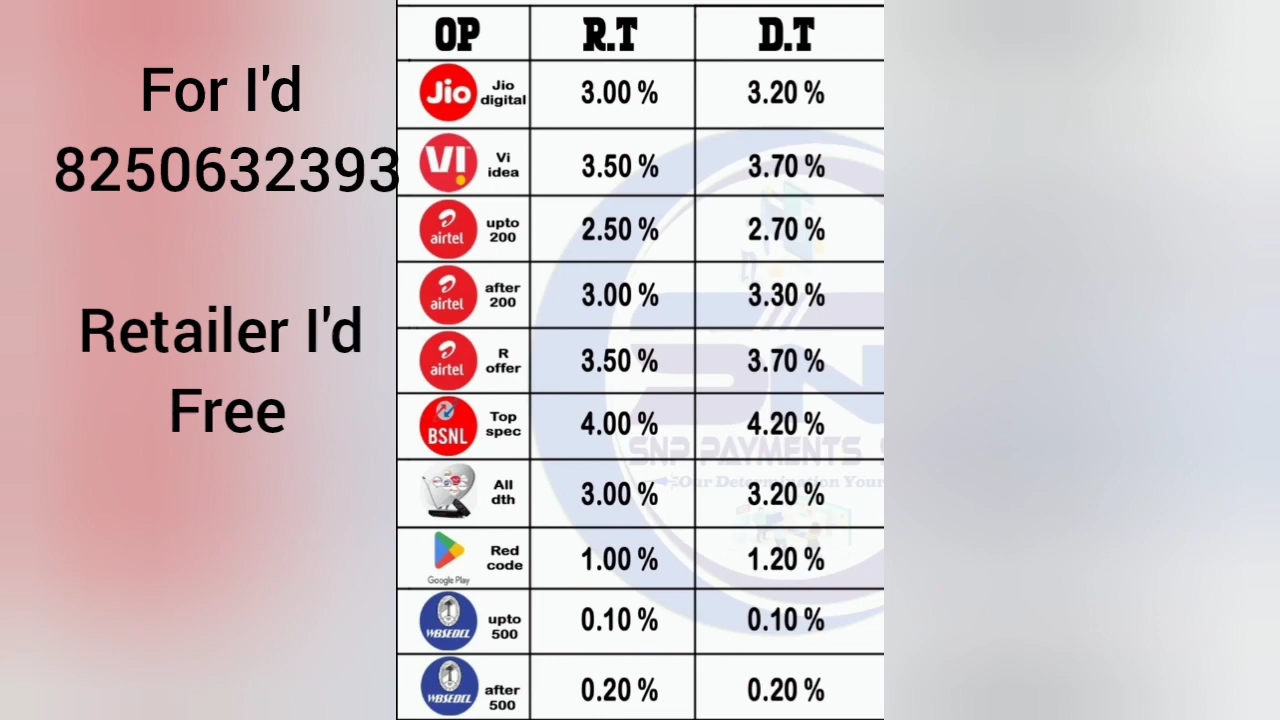 For I'd
8250632393
Retailer I'd
Free
OP R.T D.T
Jio Jio digital 3.00 % 3.20 %
VI Vi idea 3.50 % 3.70 %
airtel upto 200 2.50 % 2.70 %
airtel after 200 3.00 % 3.30 %
airtel R offer 3.50 % 3.70 %
BSNL Top spec 4.00 % 4.20 %
All dth 3.00 % 3.20 %
Google Play Red code 1.00 % 1.20 %
WBSEDCL upto 500 0.10 % 0.10 %
WBSEDCL after 500 0.20 % 0.20 %
SNP PAYMENTS
Our Determination Your